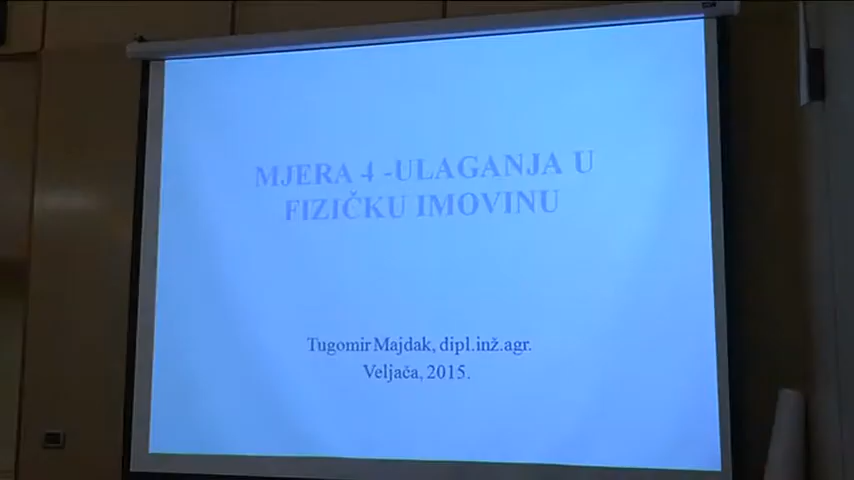 MJERA 4 -ULAGANJA U
FIZIČKU IMOVINU
Tugomir Majdak, dipl.inž.agr.
Veljača, 2015.